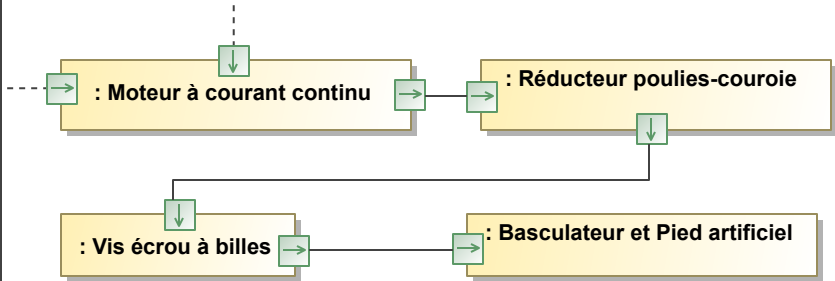 : Moteur à courant continu
: Réducteur poulies-couroie
: Vis écrou à billes
: Basculateur et Pied artificiel